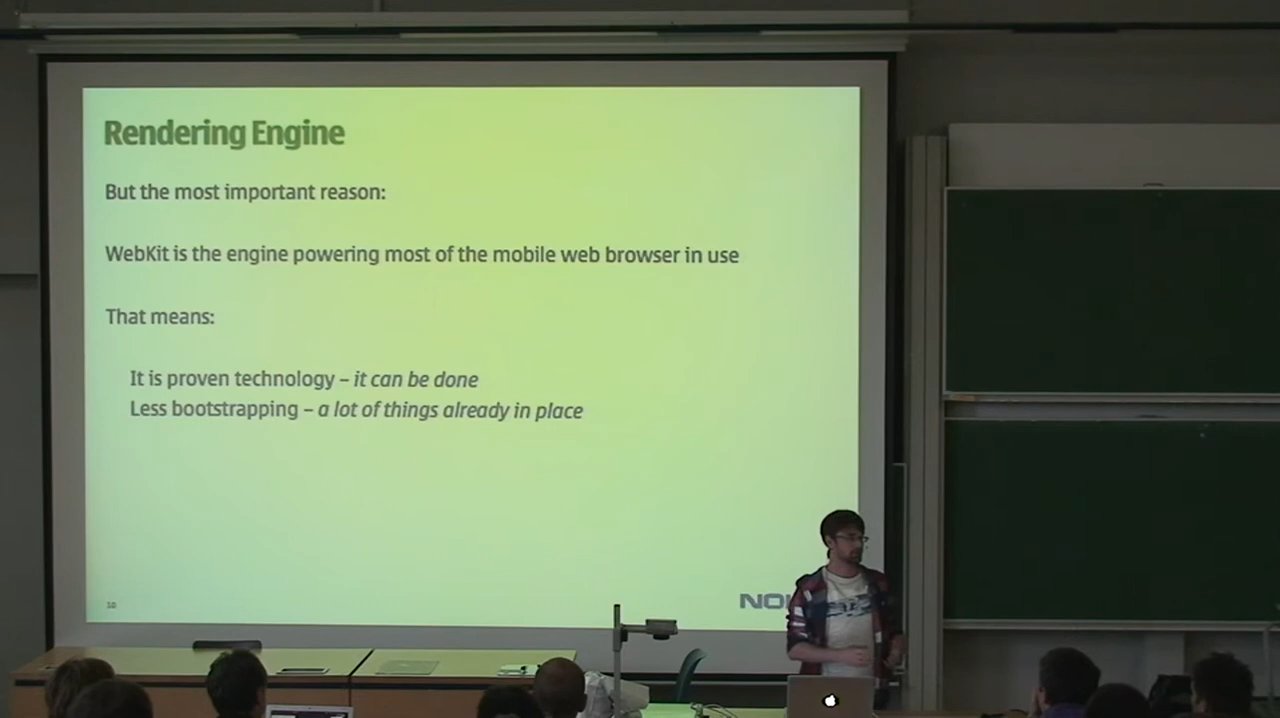 Rendering Engine
But the most important reason:
WebKit is the engine powering most of the mobile web browser in use
That means:
It is proven technology – it can be done
Less bootstrapping – a lot of things already in place
10